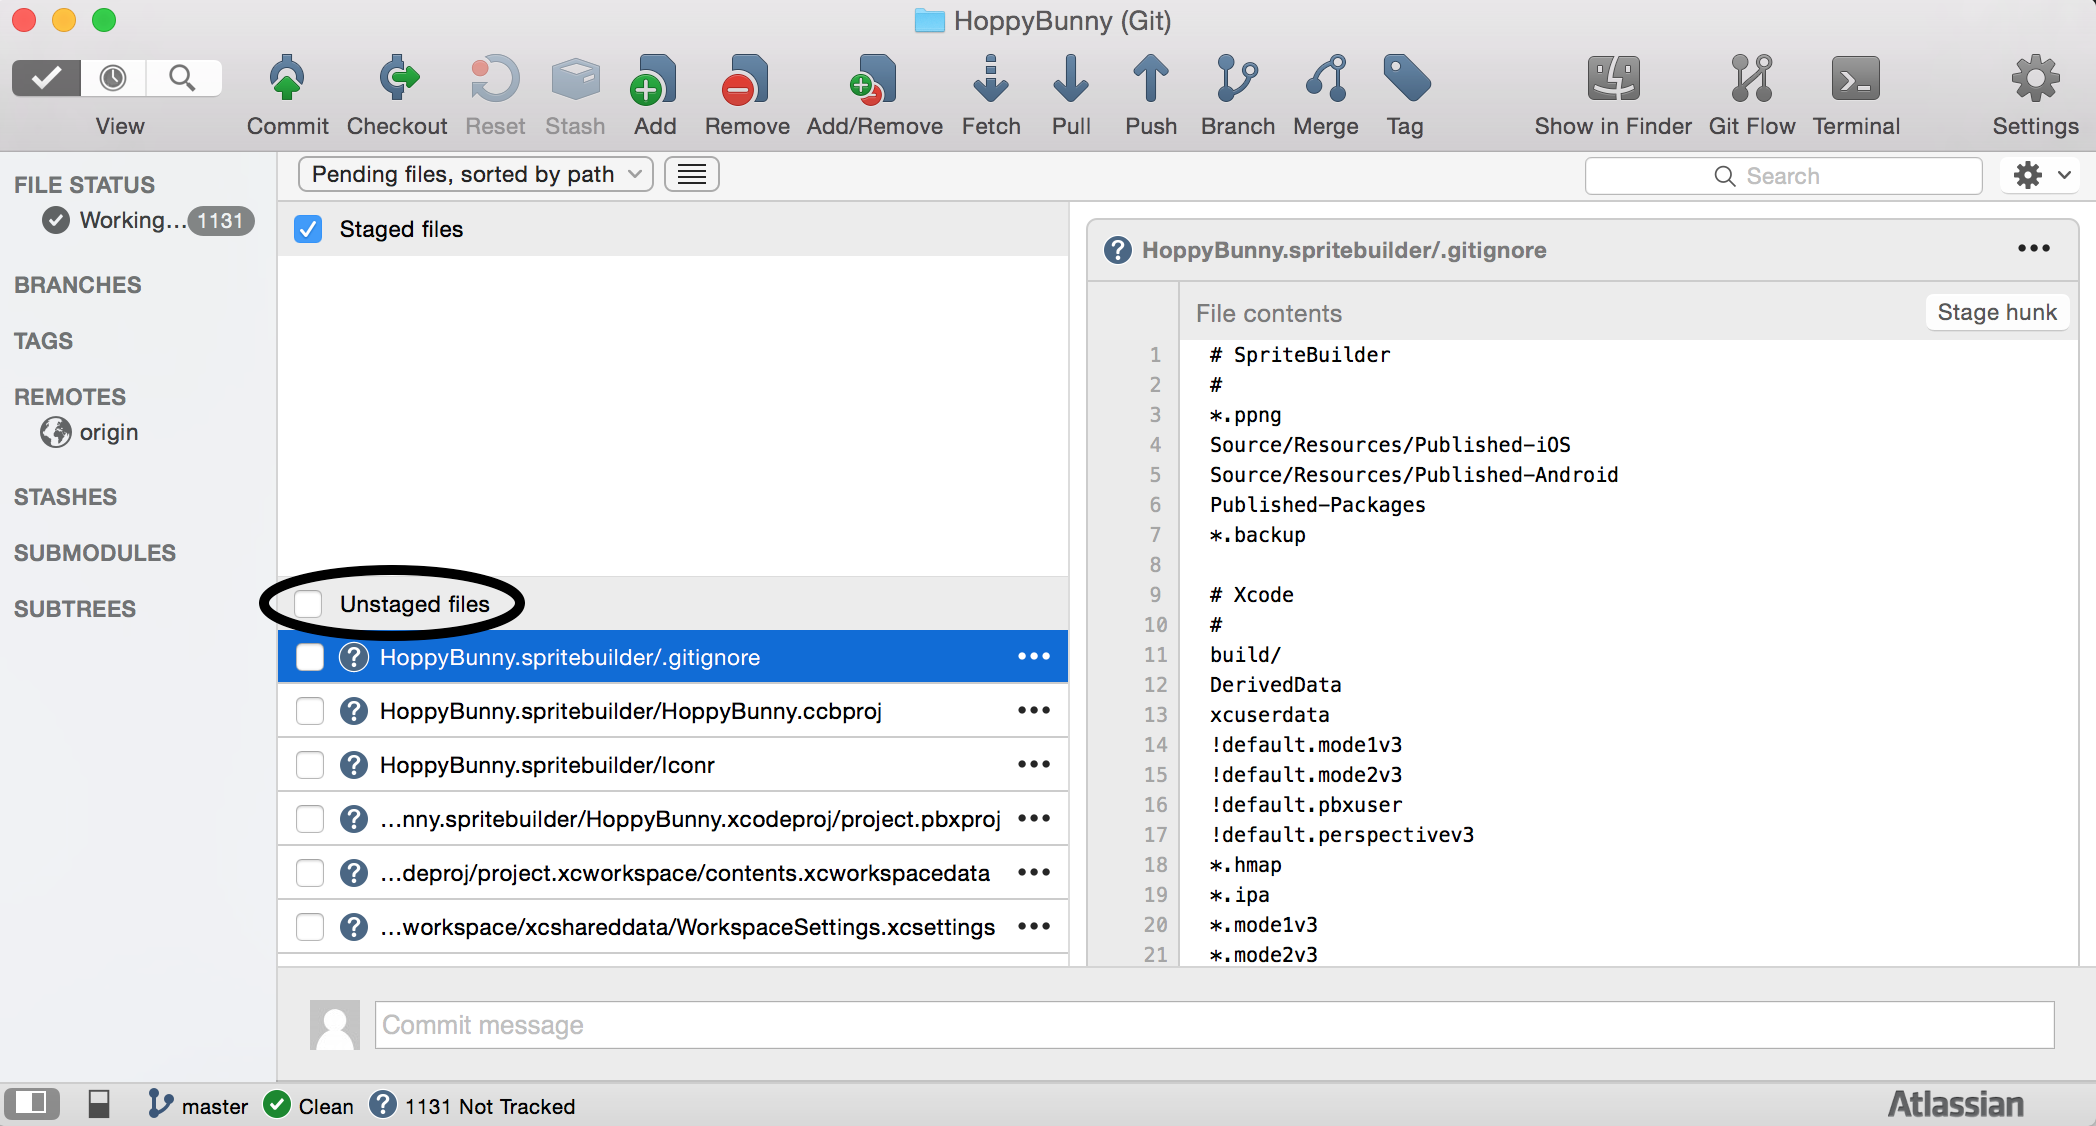 HoppyBunny (Git)
View
Commit
Checkout
Reset
Stash
Add
Remove
Add/Remove
Fetch
Pull
Push
Branch
Merge
Tag
Show in Finder
Git Flow
Terminal
Settings
FILE STATUS
Working... 1131
BRANCHES
TAGS
REMOTES
origin
STASHES
SUBMODULES
SUBTREES
Pending files, sorted by path
Search
Staged files
Unstaged files
HoppyBunny.spritebuilder/.gitignore
HoppyBunny.spritebuilder/HoppyBunny.ccbproj
HoppyBunny.spritebuilder/Iconr
...nny.spritebuilder/HoppyBunny.xcodeproj/project.pbxproj
...deproj/project.xcworkspace/contents.xcworkspacedata
...workspace/xcshareddata/WorkspaceSettings.xcsettings
HoppyBunny.spritebuilder/.gitignore
File contents
Stage hunk
1 # SpriteBuilder
2 #
3 *.ppng
4 Source/Resources/Published-iOS
5 Source/Resources/Published-Android
6 Published-Packages
7 *.backup
8
9 # Xcode
10 #
11 build/
12 DerivedData
13 xcuserdata
14 !default.mode1v3
15 !default.mode2v3
16 !default.pbxuser
17 !default.perspectivev3
18 *.hmap
19 *.ipa
20 *.mode1v3
21 *.mode2v3
Commit message
master
Clean
1131 Not Tracked
Atlassian